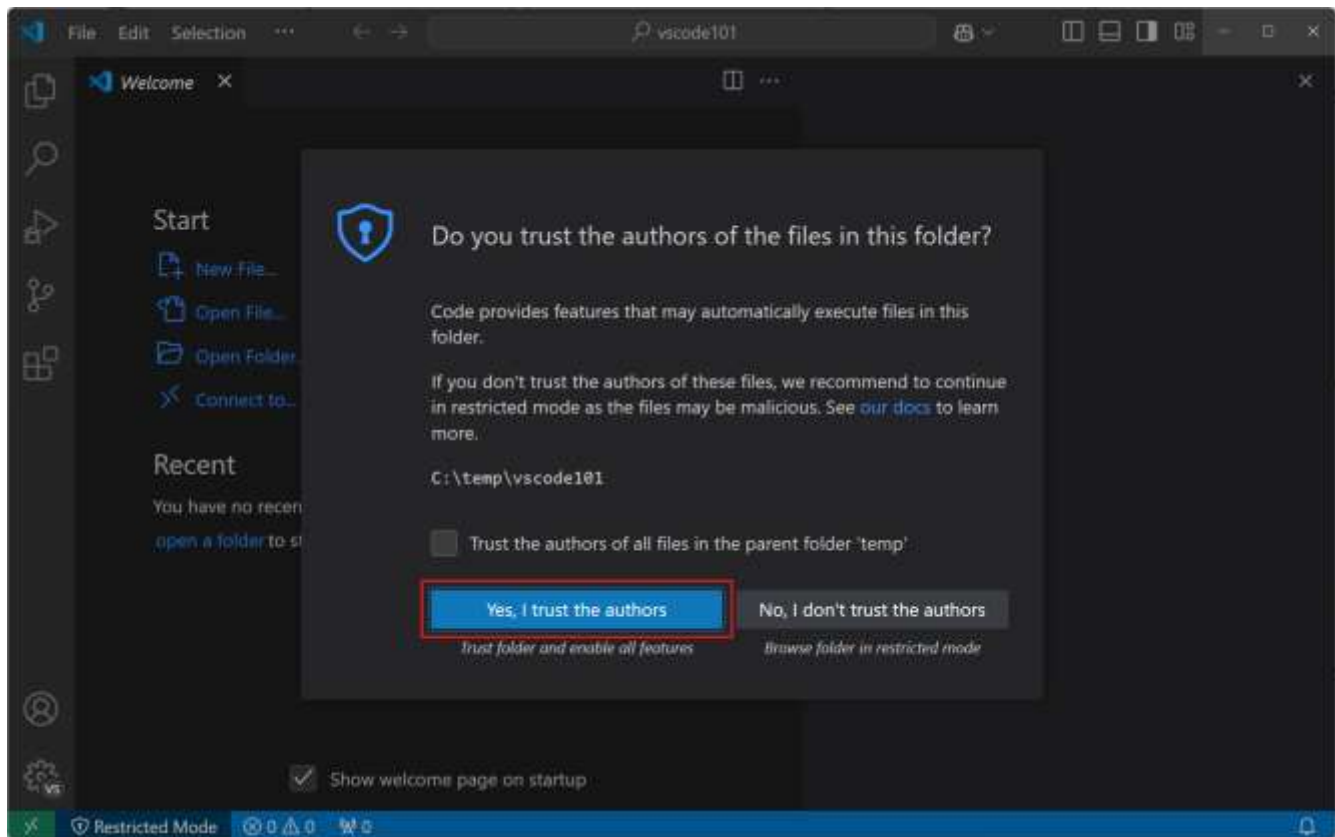 File Edit Selection ··· vscode101
Welcome
Start
New File...
Open File...
Open Folder
Connect to...
Recent
You have no recen
open a folder to st
Do you trust the authors of the files in this folder?
Code provides features that may automatically execute files in this
folder.
If you don't trust the authors of these files, we recommend to continue
in restricted mode as the files may be malicious. See our docs to learn
more.
C:\temp\vscode101
Trust the authors of all files in the parent folder 'temp'
Yes, I trust the authors
No, I don't trust the authors
Trust folder and enable all features
Browse folder in restricted mode
Show welcome page on startup
VS
Restricted Mode 0 0 0